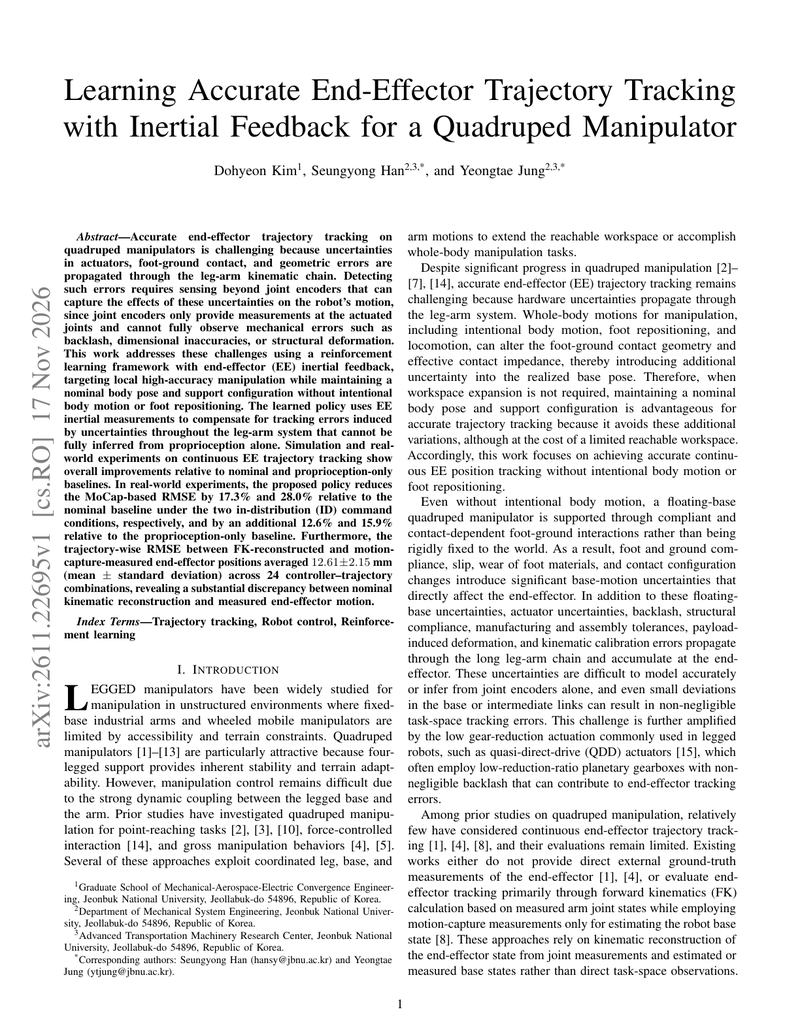 Learning Accurate End-Effector Trajectory Tracking
with Inertial Feedback for a Quadruped Manipulator
Dohyeon Kim1, Seungyong Han2,3,*, and Yeongtae Jung2,3,*
Abstract—Accurate end-effector trajectory tracking on
quadruped manipulators is challenging because uncertainties
in actuators, foot-ground contact, and geometric errors are
propagated through the leg-arm kinematic chain. Detecting
such errors requires sensing beyond joint encoders that can
capture the effects of these uncertainties on the robot's motion,
since joint encoders only provide measurements at the actuated
joints and cannot fully observe mechanical errors such as
backlash, dimensional inaccuracies, or structural deformation.
This work addresses these challenges using a reinforcement
learning framework with end-effector (EE) inertial feedback,
targeting local high-accuracy manipulation while maintaining a
nominal body pose and support configuration without intentional
body motion or foot repositioning. The learned policy uses EE
inertial measurements to compensate for tracking errors induced
by uncertainties throughout the leg-arm system that cannot be
fully inferred from proprioception alone. Simulation and real-
world experiments on continuous EE trajectory tracking show
overall improvements relative to nominal and proprioception-only
baselines. In real-world experiments, the proposed policy reduces
the MoCap-based RMSE by 17.3% and 28.0% relative to the
nominal baseline under the two in-distribution (ID) command
conditions, respectively, and by an additional 12.6% and 15.9%
relative to the proprioception-only baseline. Furthermore, the
trajectory-wise RMSE between FK-reconstructed and motion-
capture-measured end-effector positions averaged 12.61±2.15 mm
(mean ± standard deviation) across 24 controller–trajectory
combinations, revealing a substantial discrepancy between nominal
kinematic reconstruction and measured end-effector motion.
Index Terms—Trajectory tracking, Robot control, Reinforce-
ment learning
I. INTRODUCTION
LEGGED manipulators have been widely studied for
manipulation in unstructured environments where fixed-
base industrial arms and wheeled mobile manipulators are
limited by accessibility and terrain constraints. Quadruped
manipulators [1]–[13] are particularly attractive because four-
legged support provides inherent stability and terrain adapt-
ability. However, manipulation control remains difficult due
to the strong dynamic coupling between the legged base and
the arm. Prior studies have investigated quadruped manipu-
lation for point-reaching tasks [2], [3], [10], force-controlled
interaction [14], and gross manipulation behaviors [4], [5].
Several of these approaches exploit coordinated leg, base, and
1Graduate School of Mechanical-Aerospace-Electric Convergence Engineer-
ing, Jeonbuk National University, Jeollabuk-do 54896, Republic of Korea.
2Department of Mechanical System Engineering, Jeonbuk National Univer-
sity, Jeollabuk-do 54896, Republic of Korea.
3Advanced Transportation Machinery Research Center, Jeonbuk National
University, Jeollabuk-do 54896, Republic of Korea.
*Corresponding authors: Seungyong Han (hansy@jbnu.ac.kr) and Yeongtae
Jung (ytjung@jbnu.ac.kr).
arm motions to extend the reachable workspace or accomplish
whole-body manipulation tasks.
Despite significant progress in quadruped manipulation [2]–
[7], [14], accurate end-effector (EE) trajectory tracking remains
challenging because hardware uncertainties propagate through
the leg-arm system. Whole-body motions for manipulation,
including intentional body motion, foot repositioning, and
locomotion, can alter the foot-ground contact geometry and
effective contact impedance, thereby introducing additional
uncertainty into the realized base pose. Therefore, when
workspace expansion is not required, maintaining a nominal
body pose and support configuration is advantageous for
accurate trajectory tracking because it avoids these additional
variations, although at the cost of a limited reachable workspace.
Accordingly, this work focuses on achieving accurate continu-
ous EE position tracking without intentional body motion or
foot repositioning.
Even without intentional body motion, a floating-base
quadruped manipulator is supported through compliant and
contact-dependent foot-ground interactions rather than being
rigidly fixed to the world. As a result, foot and ground com-
pliance, slip, wear of foot materials, and contact configuration
changes introduce significant base-motion uncertainties that
directly affect the end-effector. In addition to these floating-
base uncertainties, actuator uncertainties, backlash, structural
compliance, manufacturing and assembly tolerances, payload-
induced deformation, and kinematic calibration errors propagate
through the long leg-arm chain and accumulate at the end-
effector. These uncertainties are difficult to model accurately
or infer from joint encoders alone, and even small deviations
in the base or intermediate links can result in non-negligible
task-space tracking errors. This challenge is further amplified
by the low gear-reduction actuation commonly used in legged
robots, such as quasi-direct-drive (QDD) actuators [15], which
often employ low-reduction-ratio planetary gearboxes with non-
negligible backlash that can contribute to end-effector tracking
errors.
Among prior studies on quadruped manipulation, relatively
few have considered continuous end-effector trajectory track-
ing [1], [4], [8], and their evaluations remain limited. Existing
works either do not provide direct external ground-truth
measurements of the end-effector [1], [4], or evaluate end-
effector tracking primarily through forward kinematics (FK)
calculation based on measured arm joint states while employing
motion-capture measurements only for estimating the robot base
state [8]. These approaches rely on kinematic reconstruction of
the end-effector state from joint measurements and estimated or
measured base states rather than direct task-space observations.
1
arXiv:2611.22695v1 [cs.RO] 17 Nov 2026